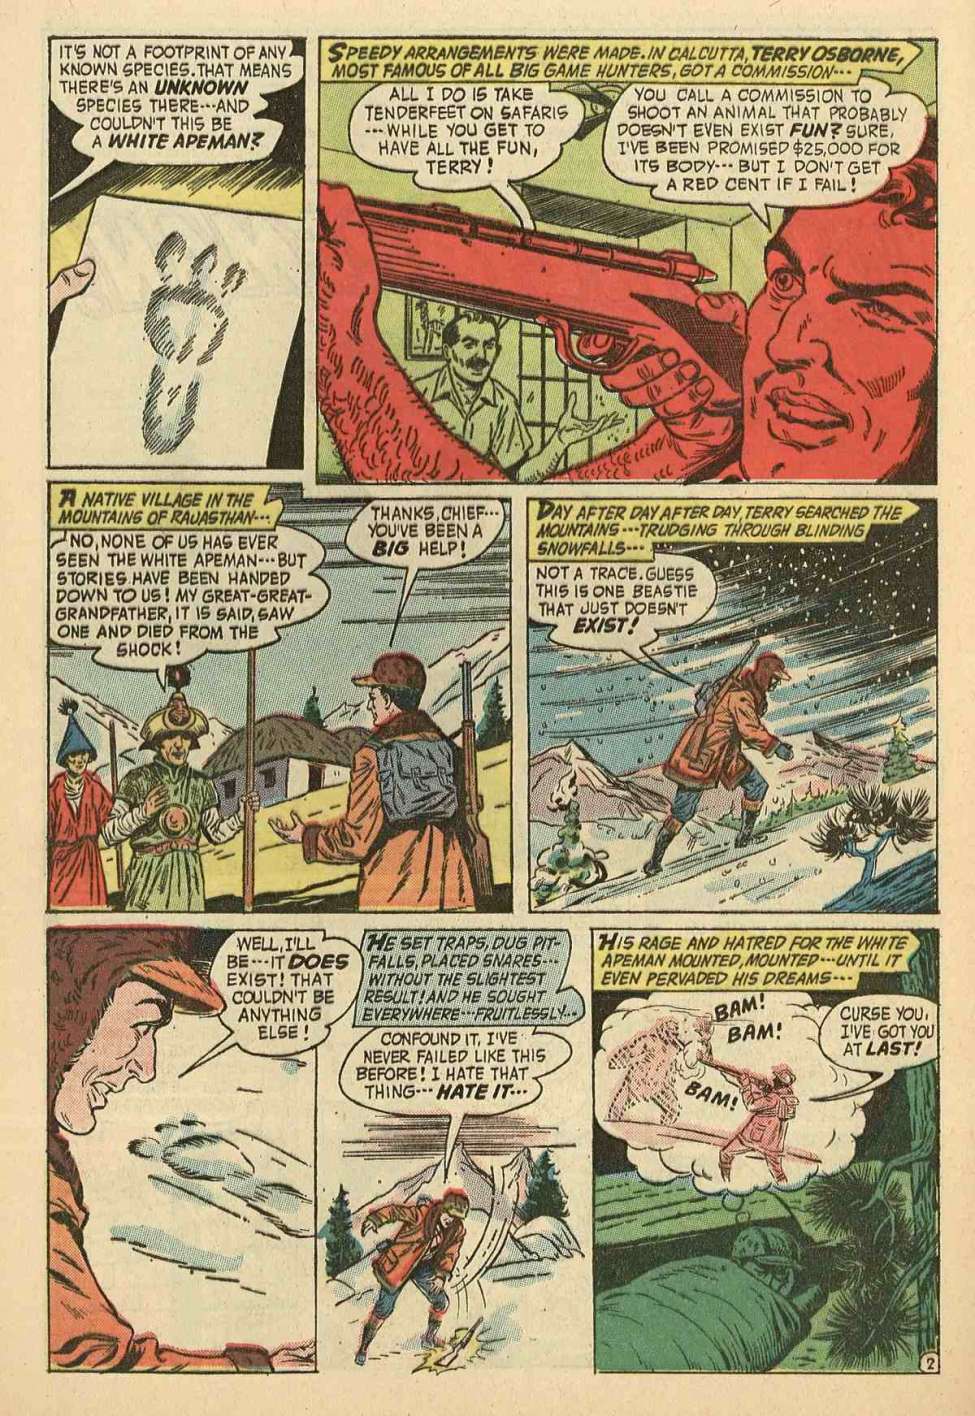 IT'S NOT A FOOTPRINT OF ANY
KNOWN SPECIES. THAT MEANS
THERE'S AN UNKNOWN
SPECIES THERE---AND
COULDN'T THIS BE
A WHITE APEMAN?
SPEEDY ARRANGEMENTS WERE MADE. IN CALCUTTA, TERRY OSBORNE,
MOST FAMOUS OF ALL BIG GAME HUNTERS, GOT A COMMISSION---
ALL I DO IS TAKE
TENDERFEET ON SAFARIS
---WHILE YOU GET TO
HAVE ALL THE FUN,
TERRY!
YOU CALL A COMMISSION TO
SHOOT AN ANIMAL THAT PROBABLY
DOESN'T EVEN EXIST FUN? SURE,
I'VE BEEN PROMISED $25,000 FOR
ITS BODY--- BUT I DON'T GET
A RED CENT IF I FAIL!
A NATIVE VILLAGE IN THE
MOUNTAINS OF RAJASTHAN---
NO, NONE OF US HAS EVER
SEEN THE WHITE APEMAN---BUT
STORIES HAVE BEEN HANDED
DOWN TO US! MY GREAT-GREAT-
GRANDFATHER, IT IS SAID, SAW
ONE AND DIED FROM THE
SHOCK!
THANKS, CHIEF---
YOU'VE BEEN A
BIG HELP!
DAY AFTER DAY AFTER DAY, TERRY SEARCHED THE
MOUNTAINS---TRUDGING THROUGH BLINDING
SNOWFALLS---
NOT A TRACE. GUESS
THIS IS ONE BEASTIE
THAT JUST DOESN'T
EXIST!
WELL, I'LL
BE---IT DOES
EXIST! THAT
COULDN'T BE
ANYTHING
ELSE!
HE SET TRAPS, DUG PIT-
FALLS, PLACED SNARES---
WITHOUT THE SLIGHTEST
RESULT! AND HE SOUGHT
EVERYWHERE---FRUITLESSLY---
CONFOUND IT, I'VE
NEVER FAILED LIKE THIS
BEFORE! I HATE THAT
THING--- HATE IT---
HIS RAGE AND HATRED FOR THE WHITE
APEMAN MOUNTED, MOUNTED---UNTIL IT
EVEN PERVADED HIS DREAMS---
BAM!
BAM!
BAM!
CURSE YOU,
I'VE GOT YOU
AT LAST!
2